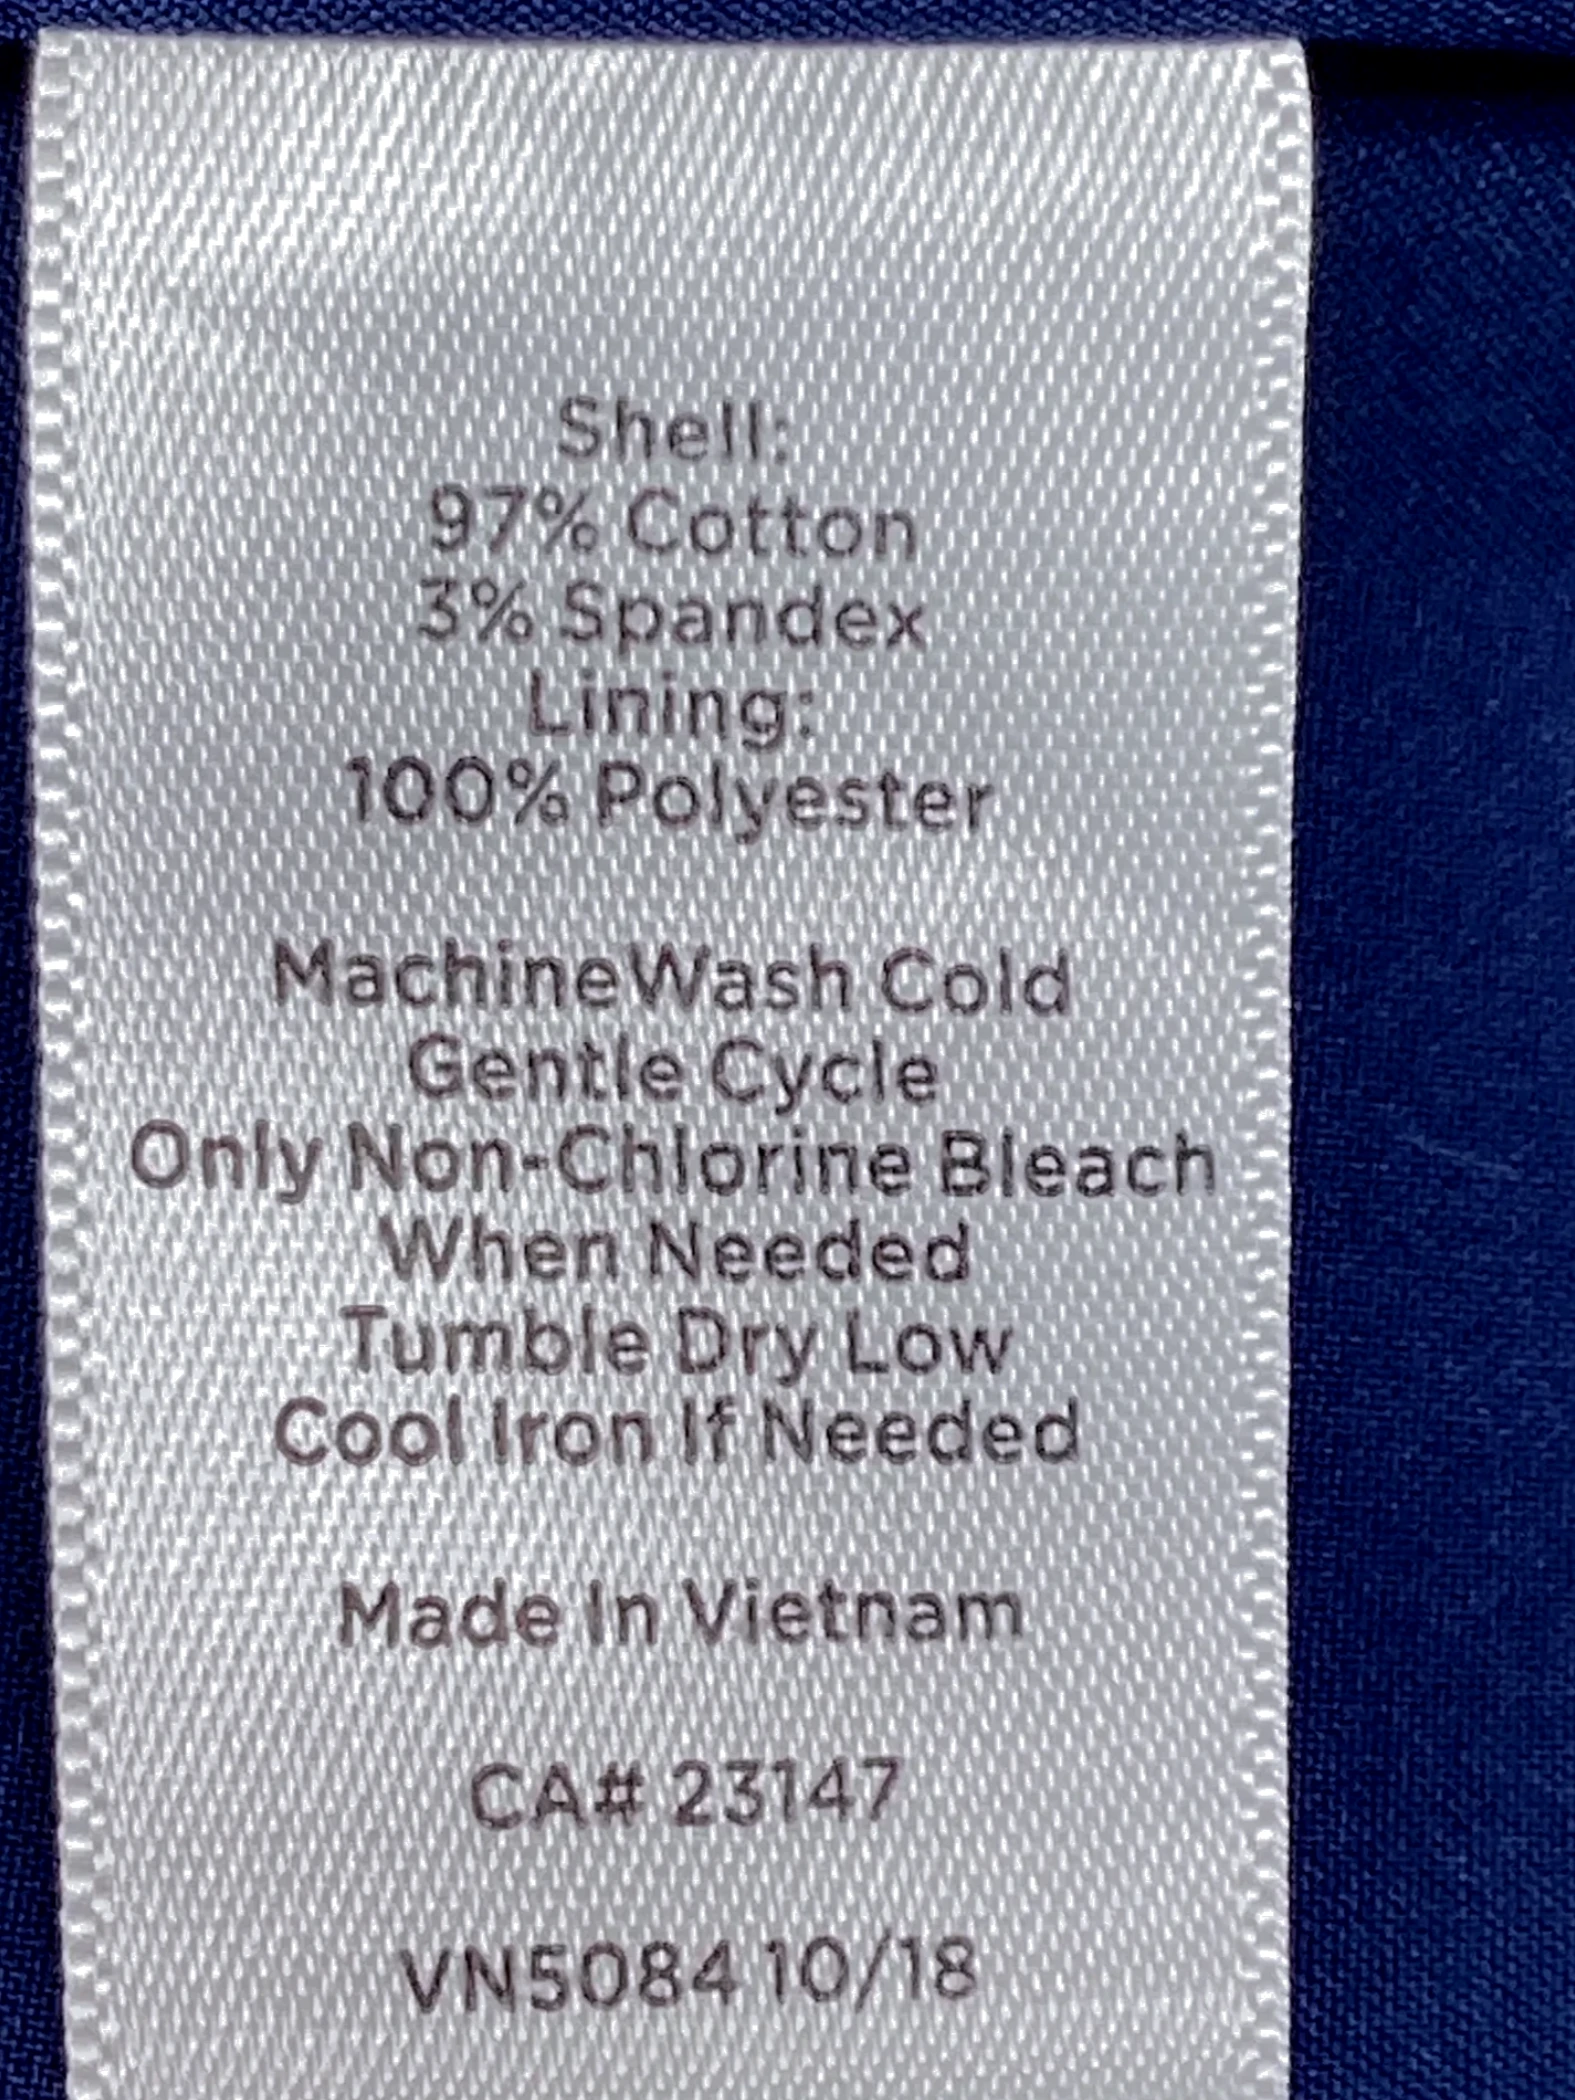 Shell:
97% Cotton
3% Spandex
Lining:
100% Polyester
MachineWash Cold
Gentle Cycle
Only Non-Chlorine Bleach
When Needed
Tumble Dry Low
Cool Iron If Needed
Made In Vietnam
CA# 23147
VN5084 10/18